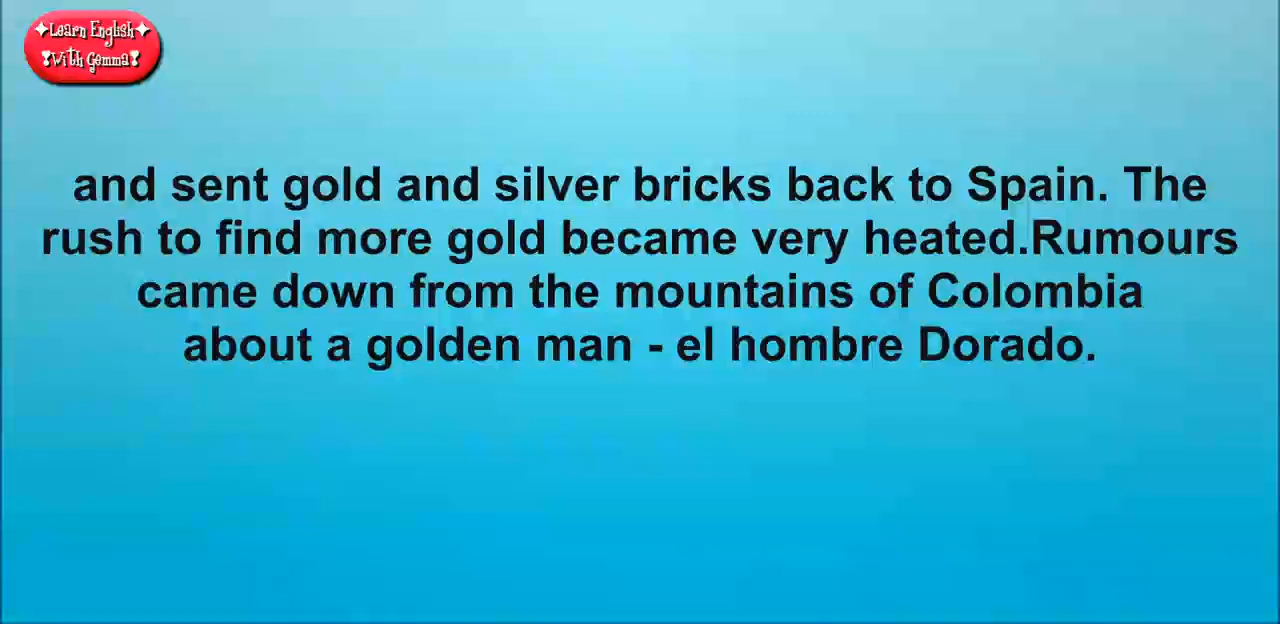 ✦Learn English✦
❣With Gemma❣
and sent gold and silver bricks back to Spain. The
rush to find more gold became very heated.Rumours
came down from the mountains of Colombia
about a golden man - el hombre Dorado.